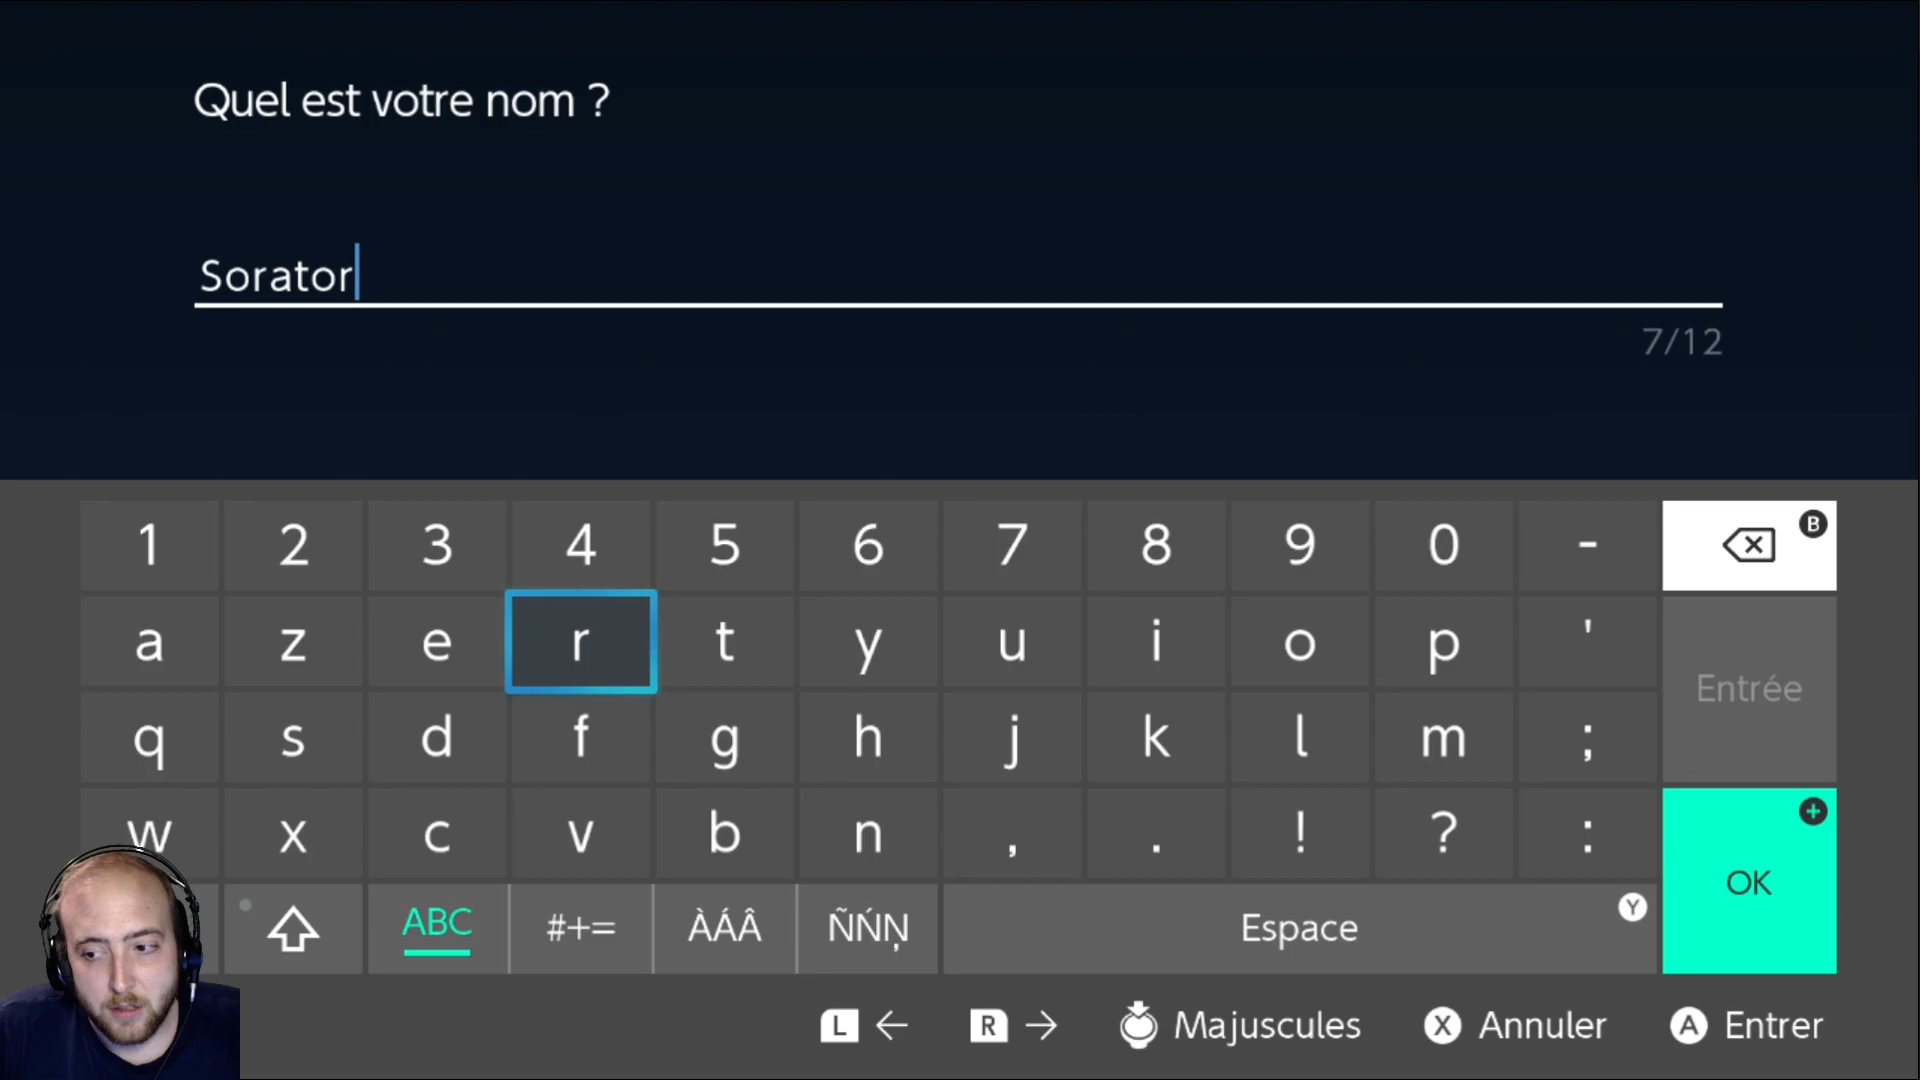 Quel est votre nom ?
Sorator
7/12
1 2 3 4 5 6 7 8 9 0 - B
a z e r t y u i o p ' Entrée
q s d f g h j k l m ;
w x c v b n , . ! ? : + OK
ABC #+= ÀÁÂ ÑŃŅ Espace Y
L ← R → Majuscules X Annuler A Entrer